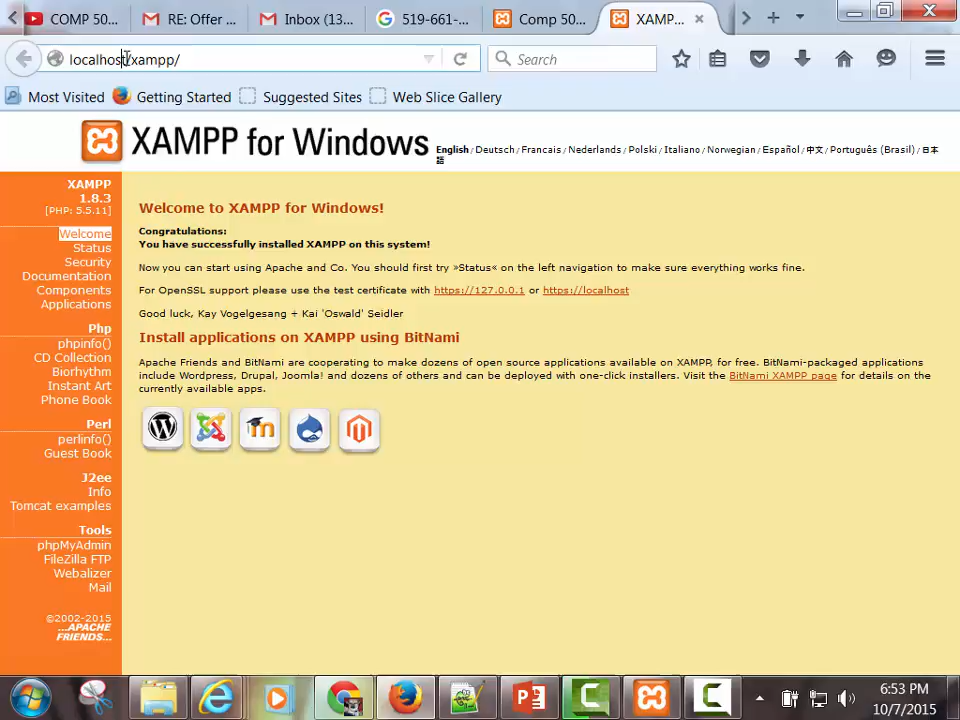 COMP 50...
RE: Offer ...
Inbox (13...
519-661-...
Comp 50...
XAMP...
localhost/xampp/
Search
Most Visited
Getting Started
Suggested Sites
Web Slice Gallery
XAMPP for Windows
English / Deutsch / Francais / Nederlands / Polski / Italiano / Norwegian / Español / 中文 / Português (Brasil) / 日本
語
XAMPP
1.8.3
[PHP: 5.5.11]
Welcome
Status
Security
Documentation
Components
Applications
Php
phpinfo()
CD Collection
Biorhythm
Instant Art
Phone Book
Perl
perlinfo()
Guest Book
J2ee
Info
Tomcat examples
Tools
phpMyAdmin
FileZilla FTP
Webalizer
Mail
©2002-2015
...APACHE
FRIENDS...
Welcome to XAMPP for Windows!
Congratulations:
You have successfully installed XAMPP on this system!
Now you can start using Apache and Co. You should first try »Status« on the left navigation to make sure everything works fine.
For OpenSSL support please use the test certificate with https://127.0.0.1 or https://localhost
Good luck, Kay Vogelgesang + Kai 'Oswald' Seidler
Install applications on XAMPP using BitNami
Apache Friends and BitNami are cooperating to make dozens of open source applications available on XAMPP, for free. BitNami-packaged applications
include Wordpress, Drupal, Joomla! and dozens of others and can be deployed with one-click installers. Visit the BitNami XAMPP page for details on the
currently available apps.
6:53 PM
10/7/2015